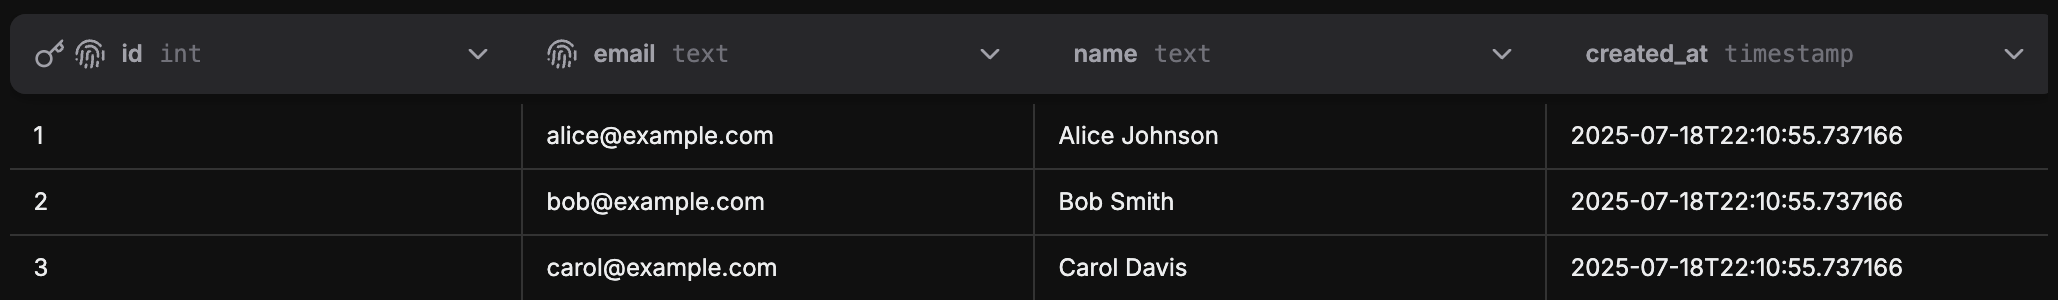 id int email text name text created_at timestamp
1 alice@example.com Alice Johnson 2025-07-18T22:10:55.737166
2 bob@example.com Bob Smith 2025-07-18T22:10:55.737166
3 carol@example.com Carol Davis 2025-07-18T22:10:55.737166